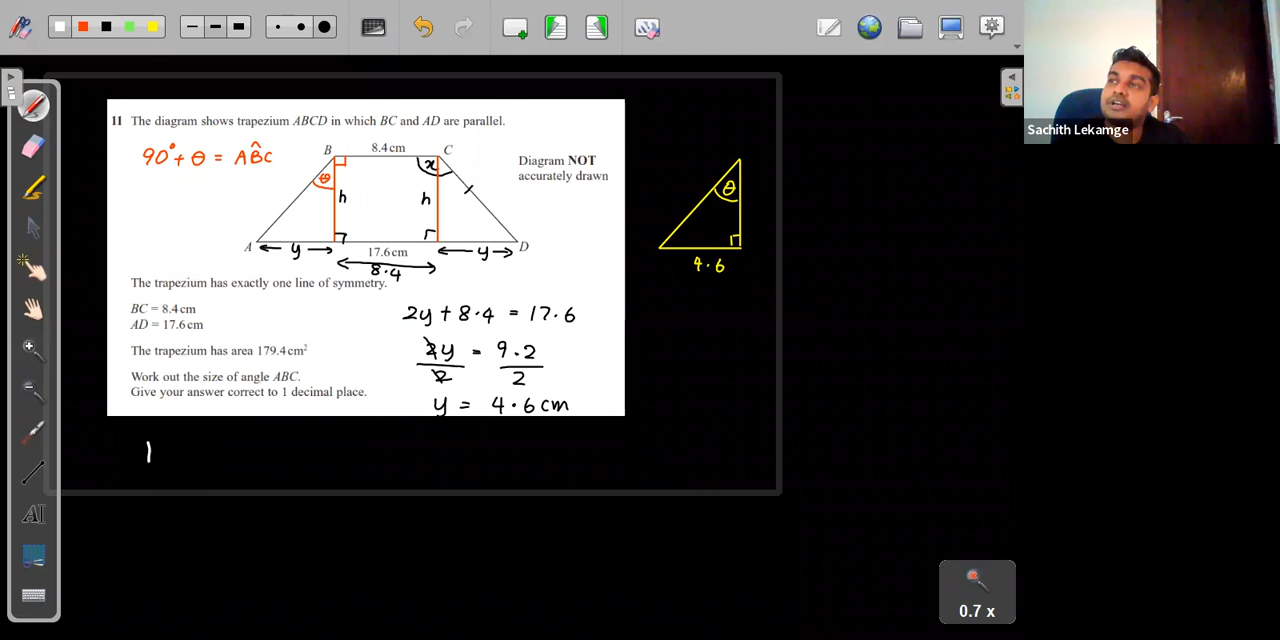 Sachith Lekamge
11 The diagram shows trapezium ABCD in which BC and AD are parallel.
90° + θ = AB̂C
B
8.4 cm
C
Diagram NOT
accurately drawn
θ
x
h
h
θ
A
y
17.6 cm
y
D
8.4
4.6
The trapezium has exactly one line of symmetry.
BC = 8.4 cm
AD = 17.6 cm
The trapezium has area 179.4 cm²
Work out the size of angle ABC.
Give your answer correct to 1 decimal place.
2y + 8.4 = 17.6
2y = 9.2
2 2
y = 4.6 cm
AI
0.7 x